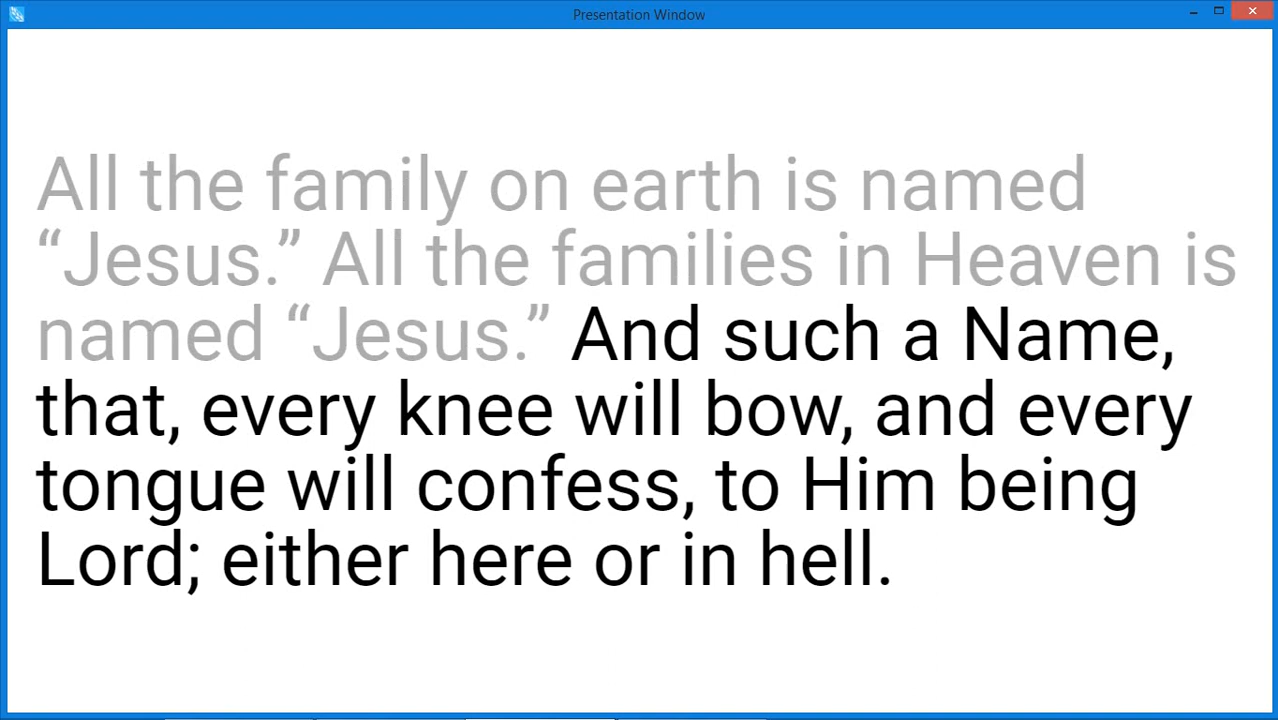 Presentation Window
All the family on earth is named
“Jesus.” All the families in Heaven is
named “Jesus.” And such a Name,
that, every knee will bow, and every
tongue will confess, to Him being
Lord; either here or in hell.